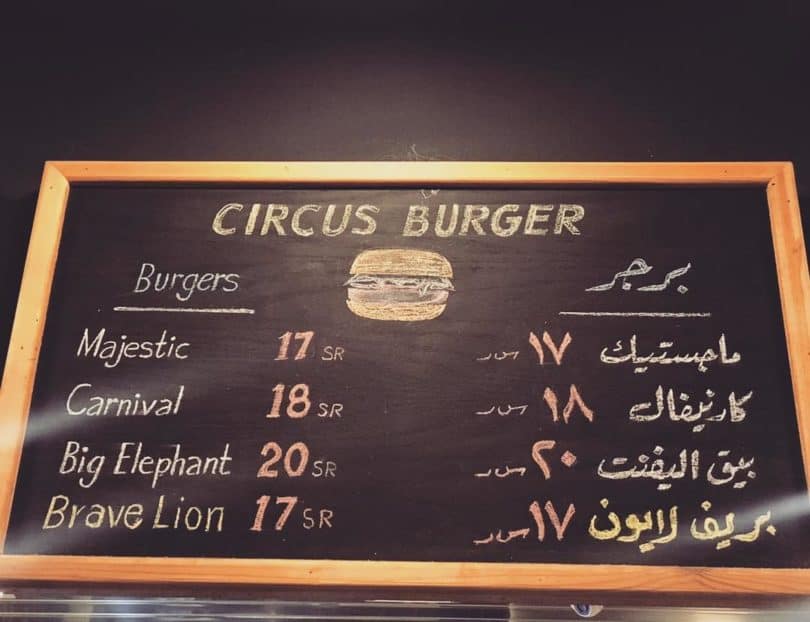 CIRCUS BURGER
Burgers
برجر
Majestic 17 SR
ماجستيك ١٧ س.ر
Carnival 18 SR
كارنيفال ١٨ س.ر
Big Elephant 20 SR
بيق اليفنت ٢٠ س.ر
Brave Lion 17 SR
بريف لايون ١٧ س.ر